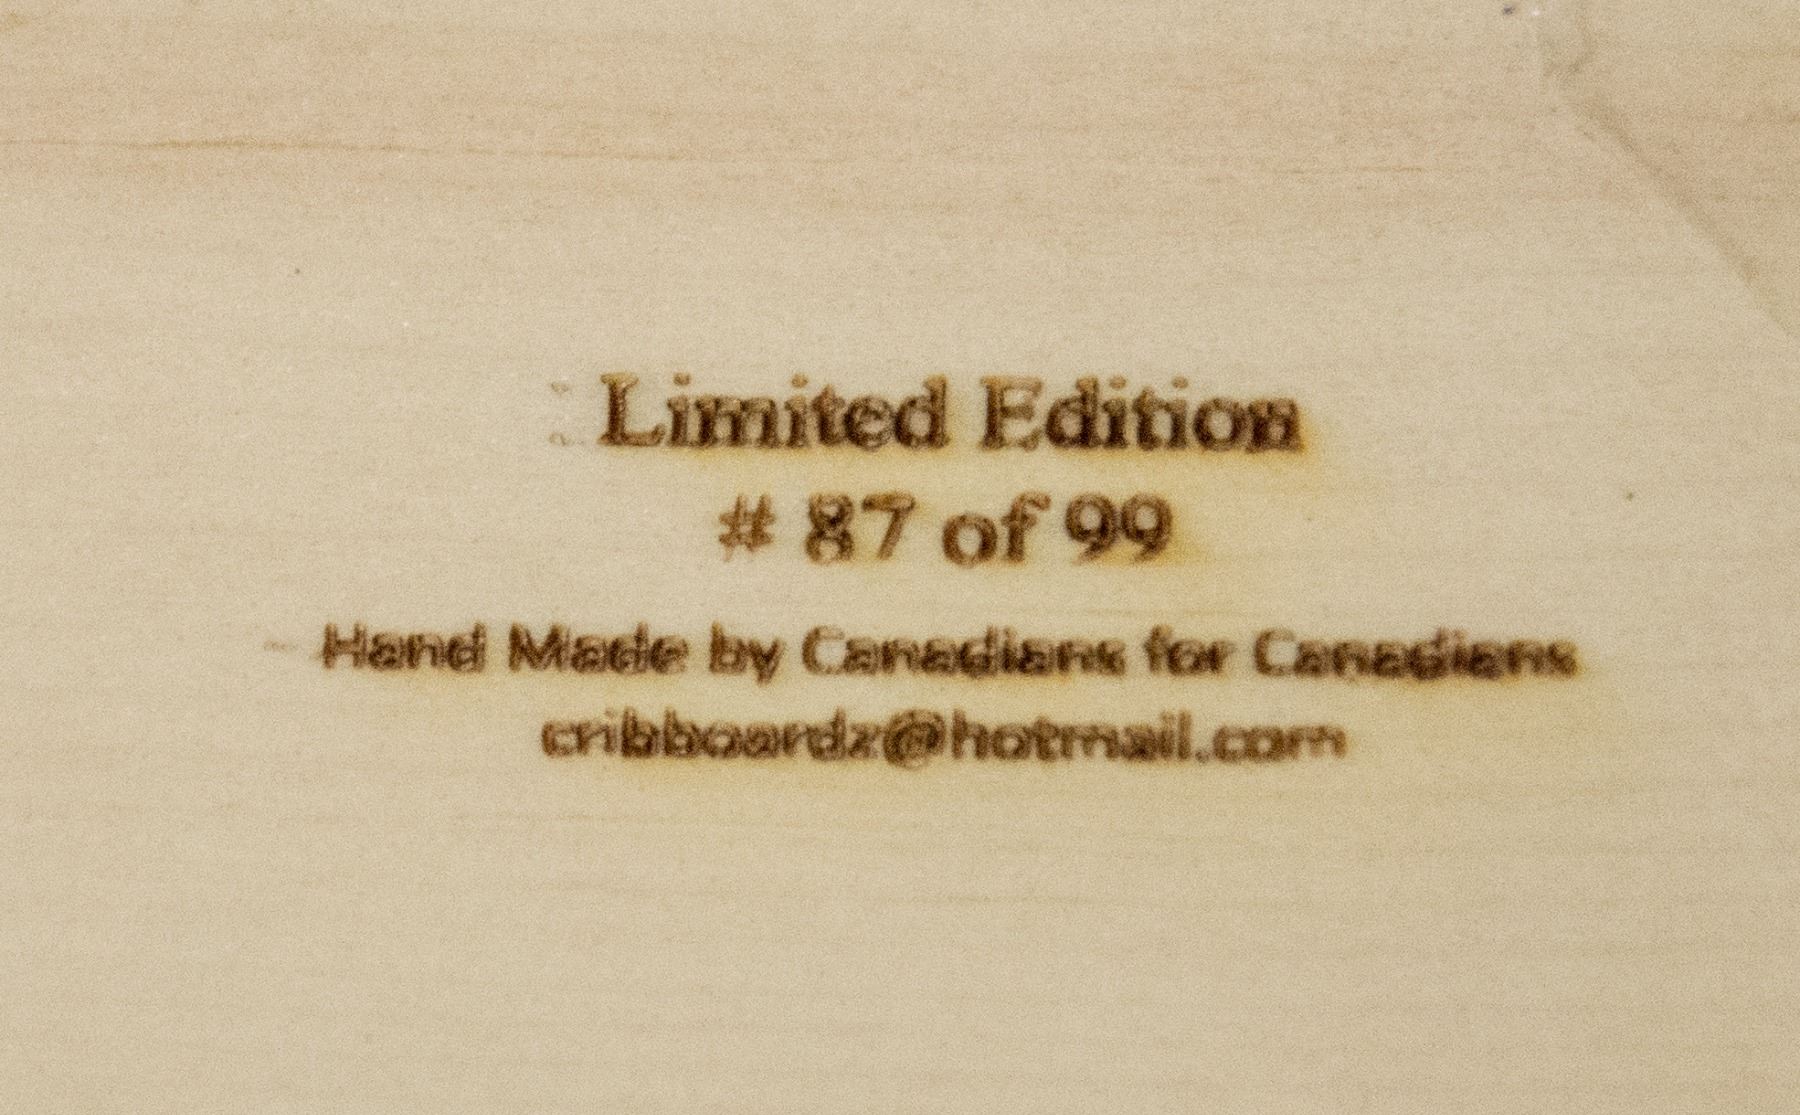 Limited Edition
# 87 of 99
Hand Made by Canadians for Canadians
cribboardz@hotmail.com